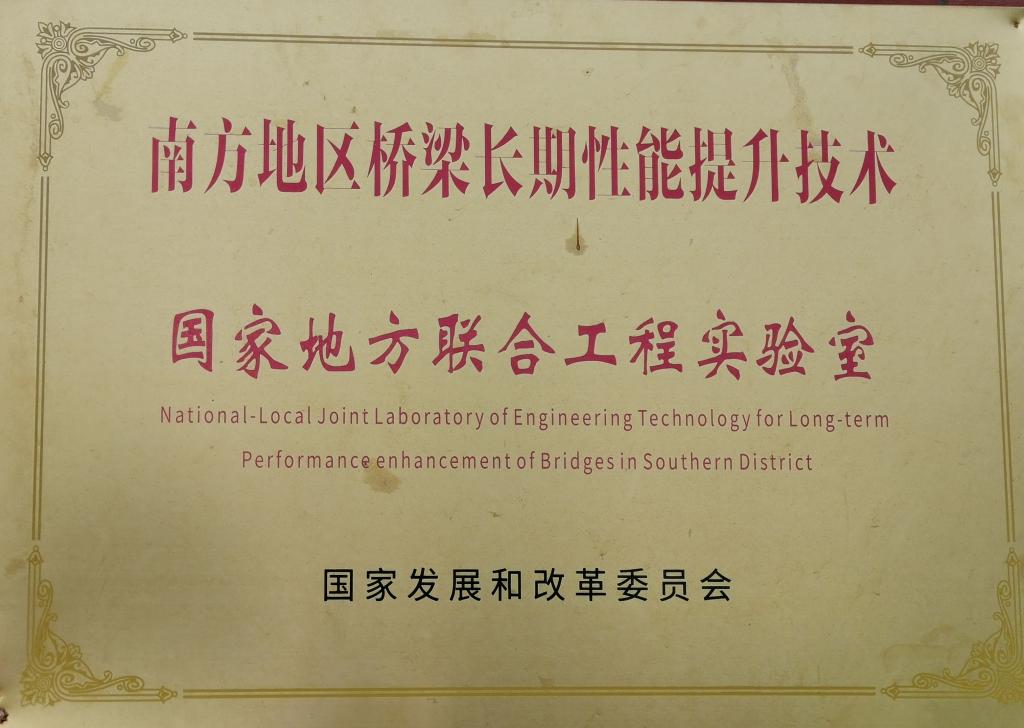 南方地区桥梁长期性能提升技术
国家地方联合工程实验室
National-Local Joint Laboratory of Engineering Technology for Long-term
Performance enhancement of Bridges in Southern District
国家发展和改革委员会